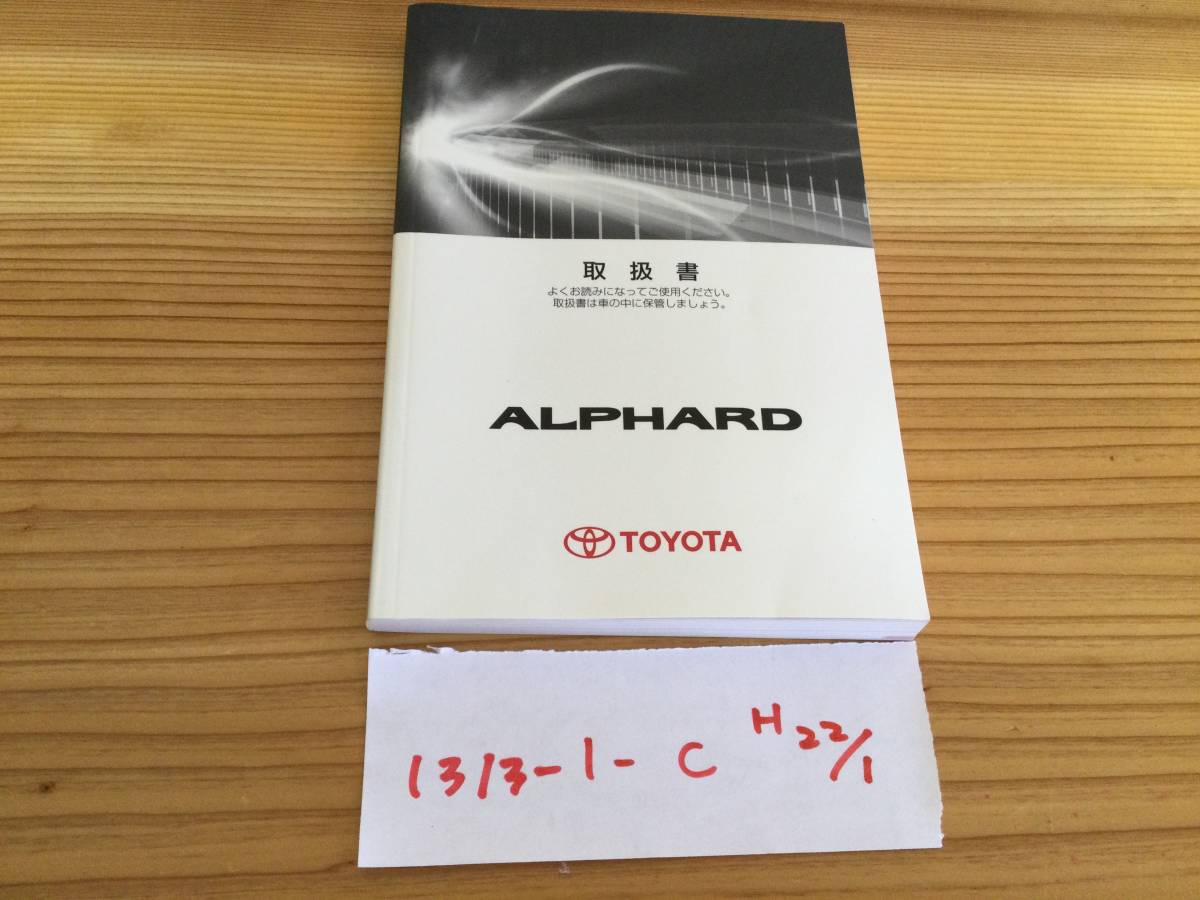 取扱書
よくお読みになってご使用ください。
取扱書は車の中に保管しましょう。
ALPHARD
TOYOTA
1313-1-C H22/1